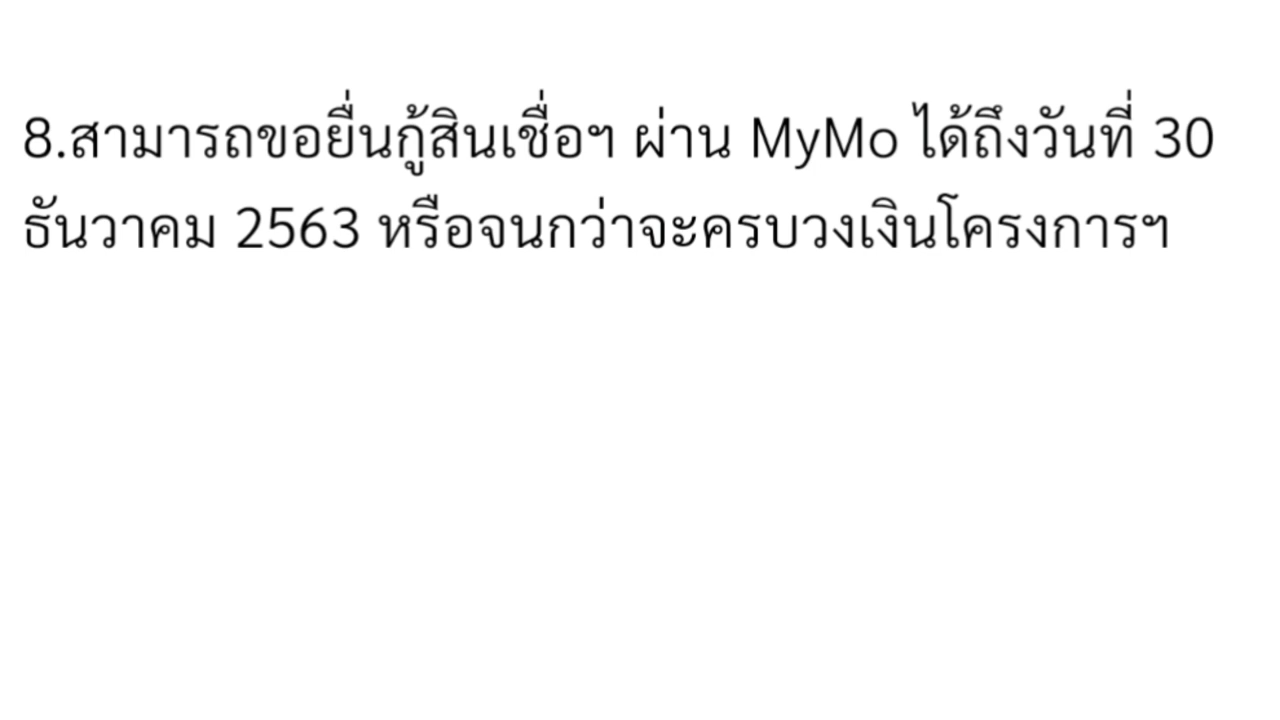 8.สามารถขอยื่นกู้สินเชื่อฯ ผ่าน MyMo ได้ถึงวันที่ 30
ธันวาคม 2563 หรือจนกว่าจะครบวงเงินโครงการฯ